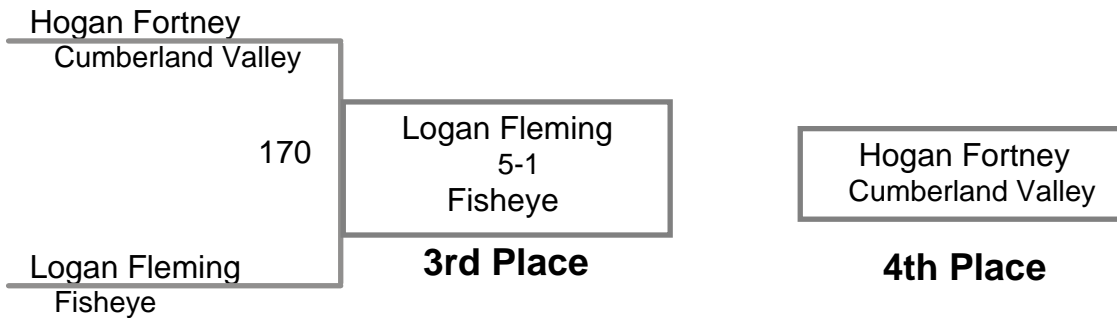 Hogan Fortney
Cumberland Valley
170
Logan Fleming
Fisheye
Logan Fleming
5-1
Fisheye
3rd Place
Hogan Fortney
Cumberland Valley
4th Place